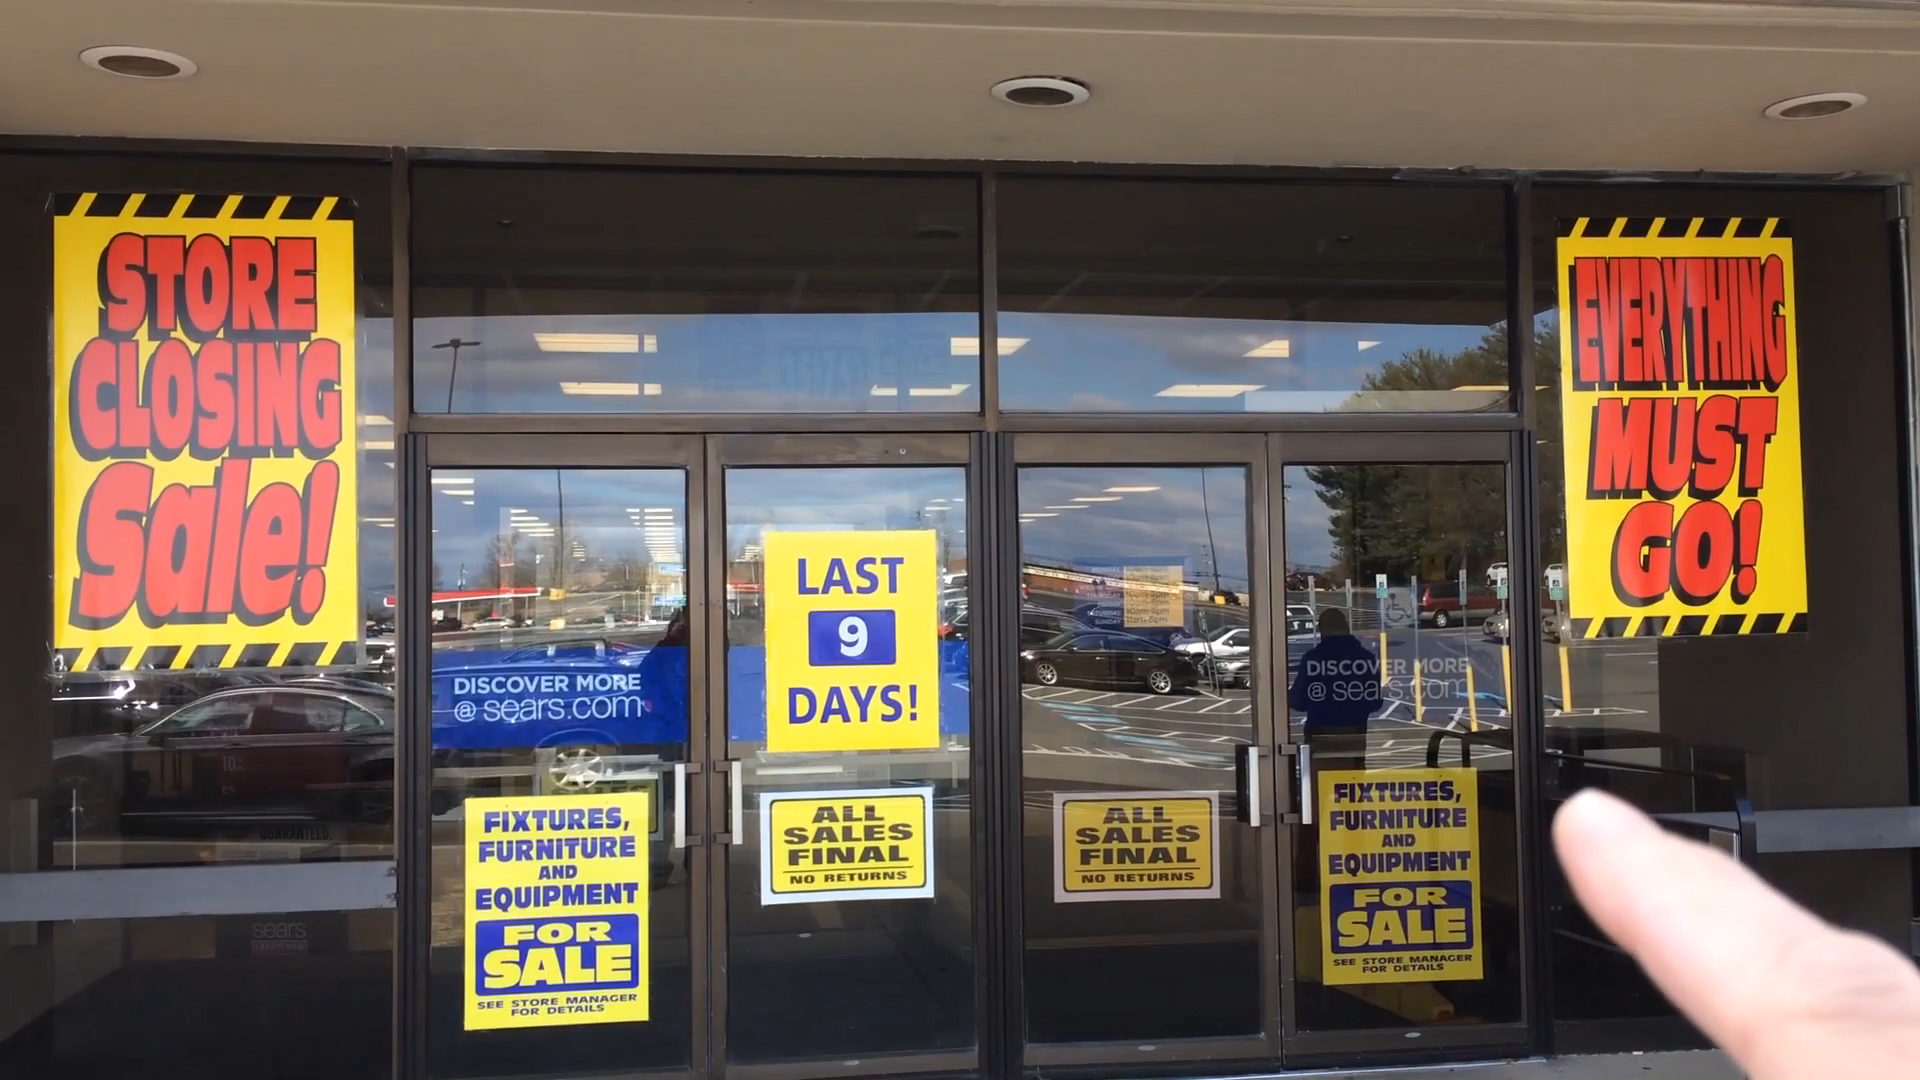 STORE
CLOSING
Sale!
EVERYTHING
MUST
GO!
LAST
9
DAYS!
DISCOVER MORE
@ sears.com
DISCOVER MORE
@ sears.com
FIXTURES,
FURNITURE
AND
EQUIPMENT
FOR
SALE
SEE STORE MANAGER
FOR DETAILS
ALL
SALES
FINAL
NO RETURNS
ALL
SALES
FINAL
NO RETURNS
FIXTURES,
FURNITURE
AND
EQUIPMENT
FOR
SALE
SEE STORE MANAGER
FOR DETAILS
GUARANTEED.
sears